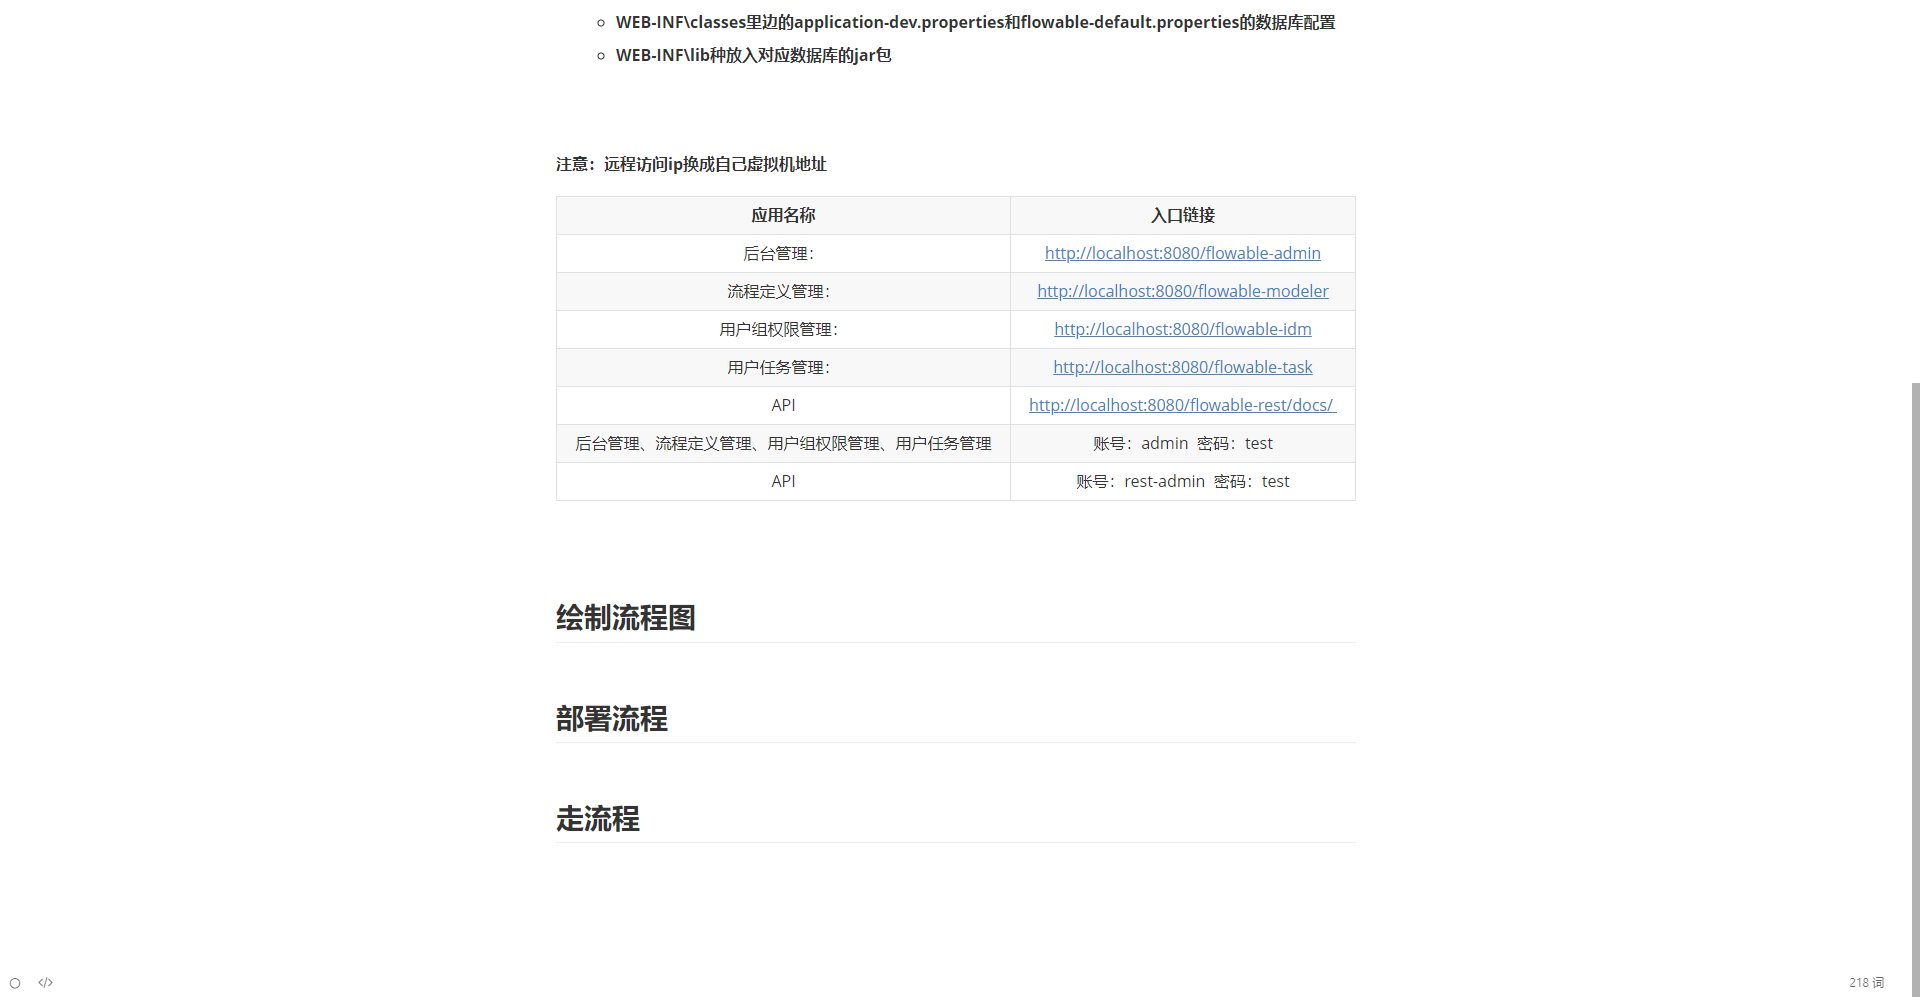 WEB-INF\classes里边的application-dev.properties和flowable-default.properties的数据库配置
WEB-INF\lib种放入对应数据库的jar包
注意：远程访问ip换成自己虚拟机地址
应用名称 入口链接
后台管理： http://localhost:8080/flowable-admin
流程定义管理： http://localhost:8080/flowable-modeler
用户组权限管理： http://localhost:8080/flowable-idm
用户任务管理： http://localhost:8080/flowable-task
API http://localhost:8080/flowable-rest/docs/
后台管理、流程定义管理、用户组权限管理、用户任务管理 账号：admin 密码：test
API 账号：rest-admin 密码：test
绘制流程图
部署流程
走流程
</> 218 词